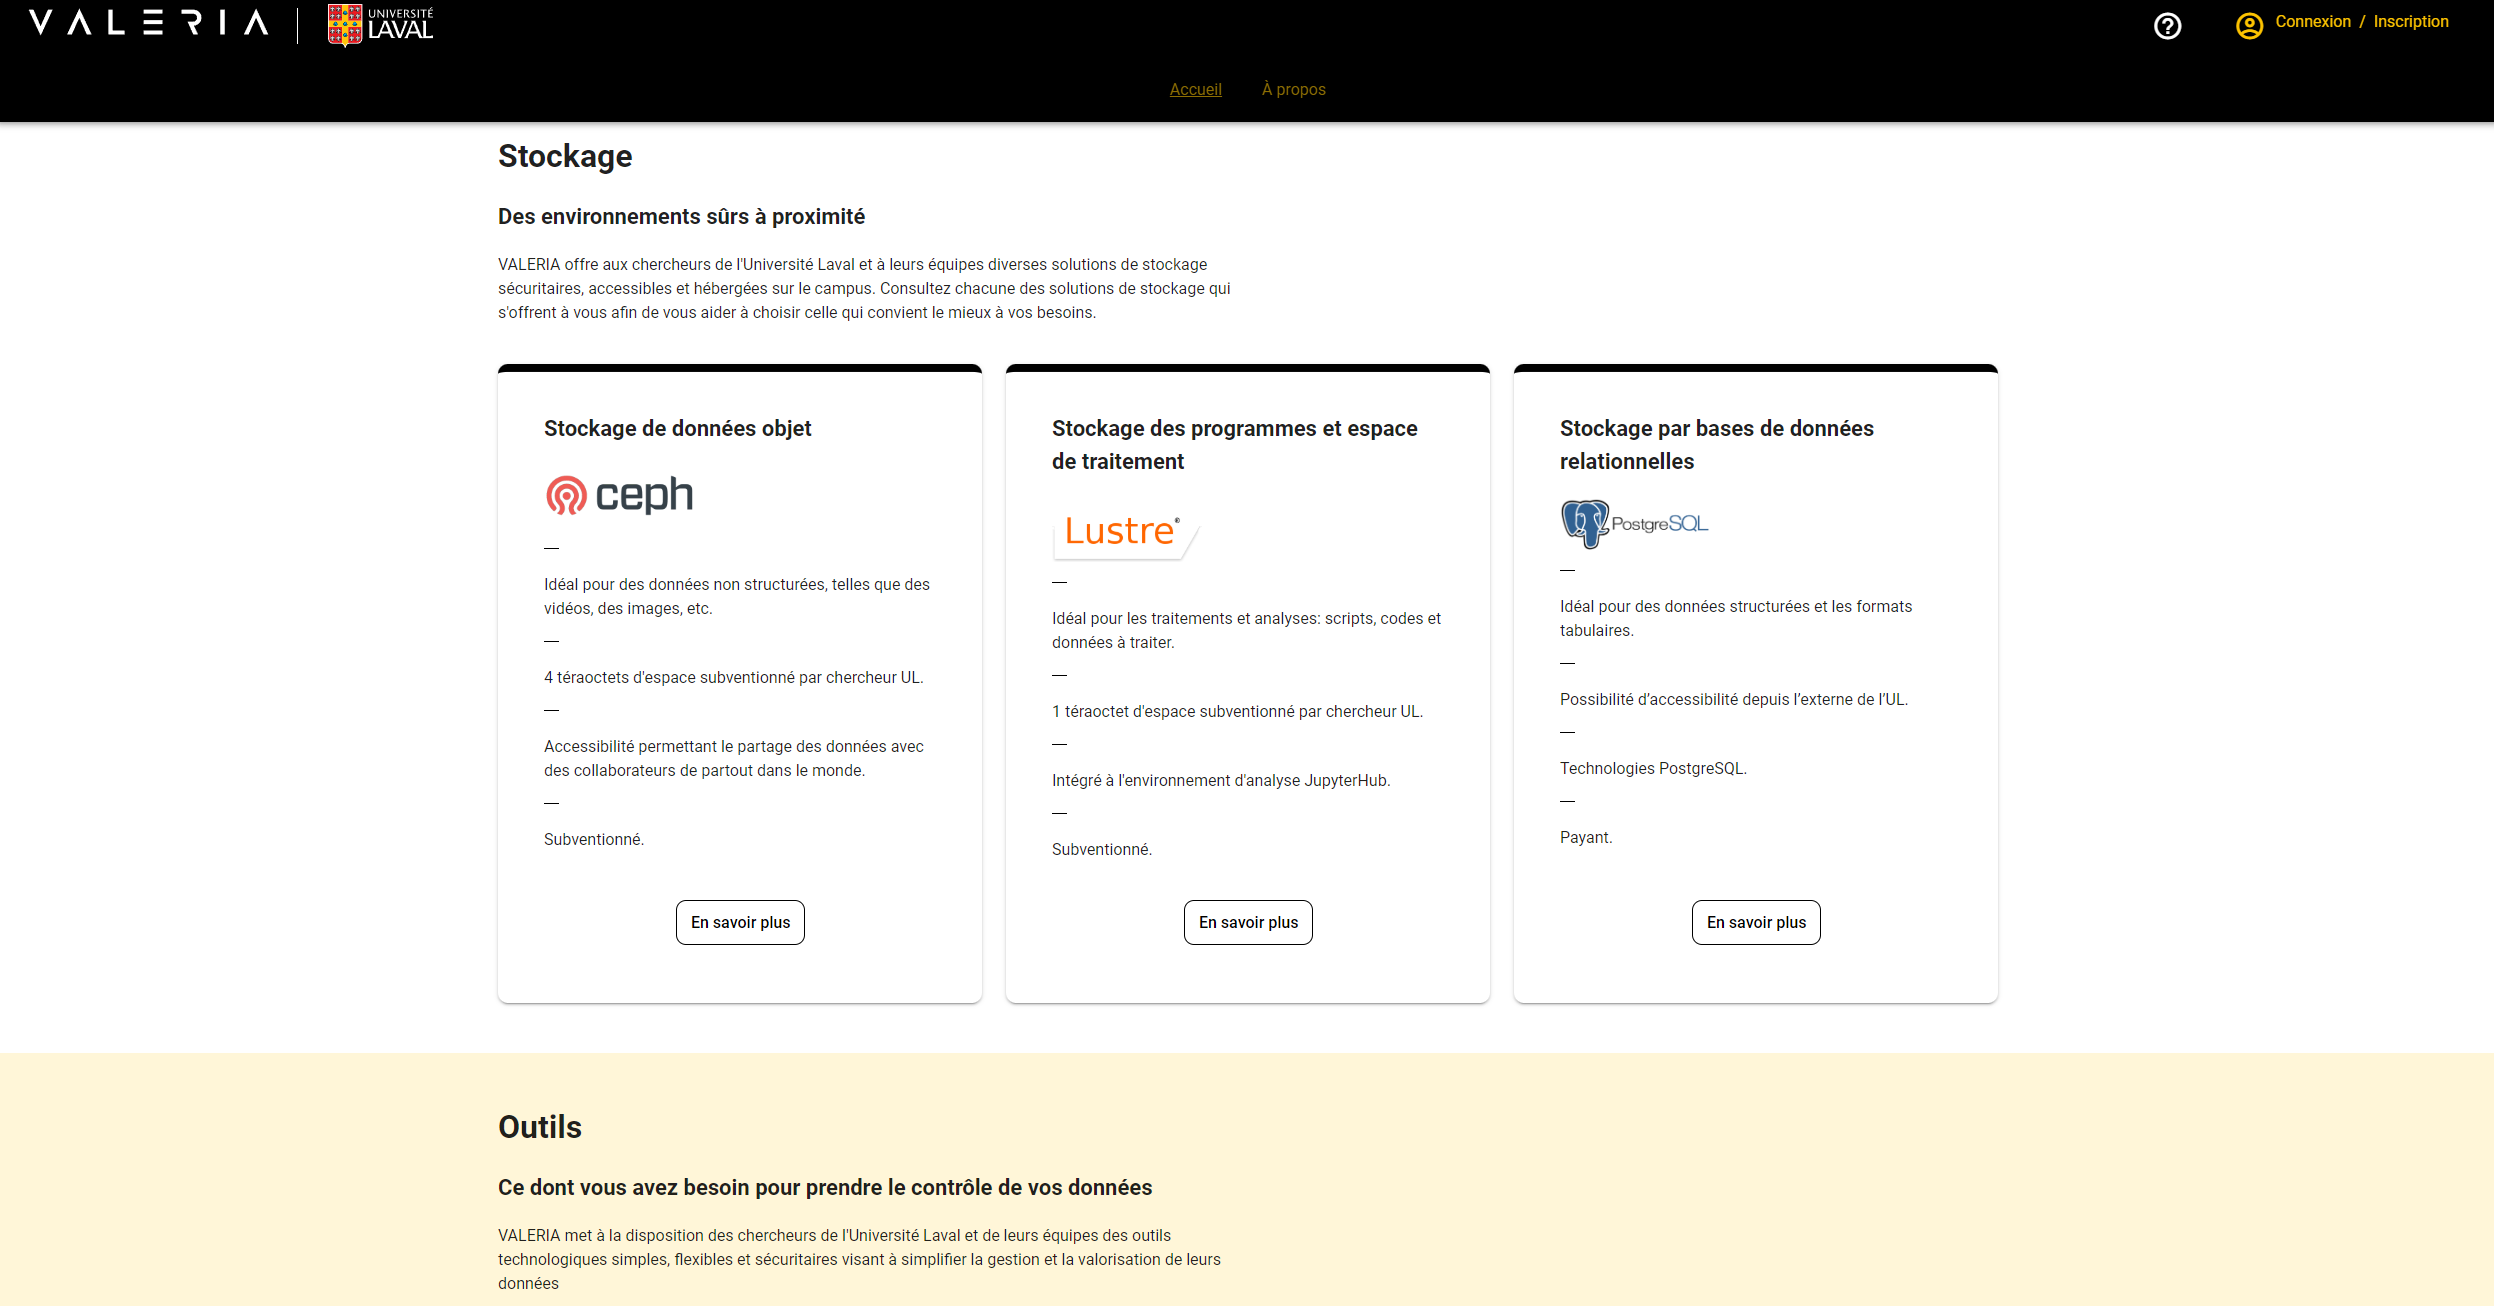 VALERIA
UNIVERSITÉ
LAVAL
Connexion / Inscription
Accueil
À propos
Stockage
Des environnements sûrs à proximité
VALERIA offre aux chercheurs de l'Université Laval et à leurs équipes diverses solutions de stockage
sécuritaires, accessibles et hébergées sur le campus. Consultez chacune des solutions de stockage qui
s'offrent à vous afin de vous aider à choisir celle qui convient le mieux à vos besoins.
Stockage de données objet
ceph
—
Idéal pour des données non structurées, telles que des
vidéos, des images, etc.
—
4 téraoctets d'espace subventionné par chercheur UL.
—
Accessibilité permettant le partage des données avec
des collaborateurs de partout dans le monde.
—
Subventionné.
En savoir plus
Stockage des programmes et espace
de traitement
Lustre®
—
Idéal pour les traitements et analyses: scripts, codes et
données à traiter.
—
1 téraoctet d'espace subventionné par chercheur UL.
—
Intégré à l'environnement d'analyse JupyterHub.
—
Subventionné.
En savoir plus
Stockage par bases de données
relationnelles
PostgreSQL
—
Idéal pour des données structurées et les formats
tabulaires.
—
Possibilité d’accessibilité depuis l’externe de l’UL.
—
Technologies PostgreSQL.
—
Payant.
En savoir plus
Outils
Ce dont vous avez besoin pour prendre le contrôle de vos données
VALERIA met à la disposition des chercheurs de l'Université Laval et de leurs équipes des outils
technologiques simples, flexibles et sécuritaires visant à simplifier la gestion et la valorisation de leurs
données